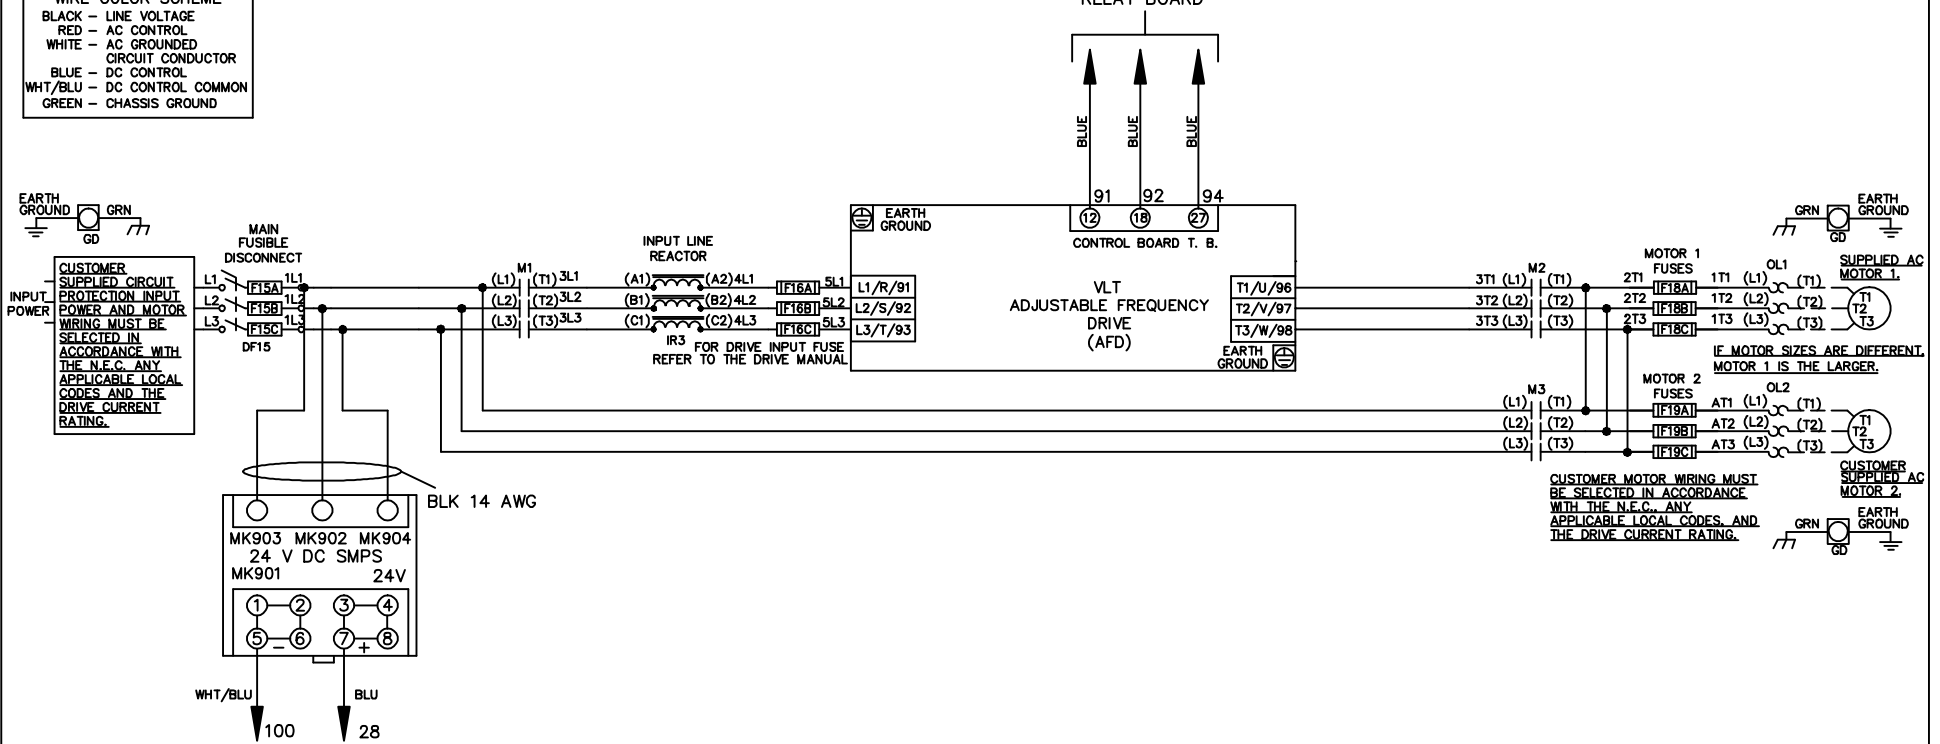 WIRE COLOR SCHEME
BLACK – LINE VOLTAGE
RED – AC CONTROL
WHITE – AC GROUNDED
CIRCUIT CONDUCTOR
BLUE – DC CONTROL
WHT/BLU – DC CONTROL COMMON
GREEN – CHASSIS GROUND
RELAY BOARD
BLUE
BLUE
BLUE
91 92 94
12 18 27
CONTROL BOARD T. B.
EARTH
GROUND
GRN
GD
INPUT
POWER
CUSTOMER
SUPPLIED CIRCUIT
PROTECTION INPUT
POWER AND MOTOR
WIRING MUST BE
SELECTED IN
ACCORDANCE WITH
THE N.E.C. ANY
APPLICABLE LOCAL
CODES AND THE
DRIVE CURRENT
RATING.
MAIN
FUSIBLE
DISCONNECT
L1 F15A 1L1
L2 F15B 1L2
L3 F15C 1L3
DF15
M1
(L1) (T1) 3L1
(L2) (T2) 3L2
(L3) (T3) 3L3
INPUT LINE
REACTOR
(A1) (A2) 4L1
(B1) (B2) 4L2
(C1) (C2) 4L3
IR3
F16A 5L1
F16B 5L2
F16C 5L3
FOR DRIVE INPUT FUSE
REFER TO THE DRIVE MANUAL
EARTH
GROUND
L1/R/91
L2/S/92
L3/T/93
VLT
ADJUSTABLE FREQUENCY
DRIVE
(AFD)
T1/U/96
T2/V/97
T3/W/98
EARTH
GROUND
M2
3T1 (L1) (T1)
3T2 (L2) (T2)
3T3 (L3) (T3)
MOTOR 1
FUSES
2T1 F18A 1T1 (L1)
2T2 F18B 1T2 (L2)
2T3 F18C 1T3 (L3)
OL1
(T1)
(T2)
(T3)
GRN
GD
EARTH
GROUND
SUPPLIED AC
MOTOR 1.
T1
T2
T3
IF MOTOR SIZES ARE DIFFERENT,
MOTOR 1 IS THE LARGER.
M3
(L1) (T1)
(L2) (T2)
(L3) (T3)
MOTOR 2
FUSES
F19A AT1 (L1)
F19B AT2 (L2)
F19C AT3 (L3)
OL2
(T1)
(T2)
(T3)
T1
T2
T3
CUSTOMER
SUPPLIED AC
MOTOR 2.
CUSTOMER MOTOR WIRING MUST
BE SELECTED IN ACCORDANCE
WITH THE N.E.C., ANY
APPLICABLE LOCAL CODES, AND
THE DRIVE CURRENT RATING.
GRN
GD
EARTH
GROUND
BLK 14 AWG
MK903 MK902 MK904
24 V DC SMPS
MK901 24V
1 2 3 4
5 6 7 8
– +
WHT/BLU BLU
100 28